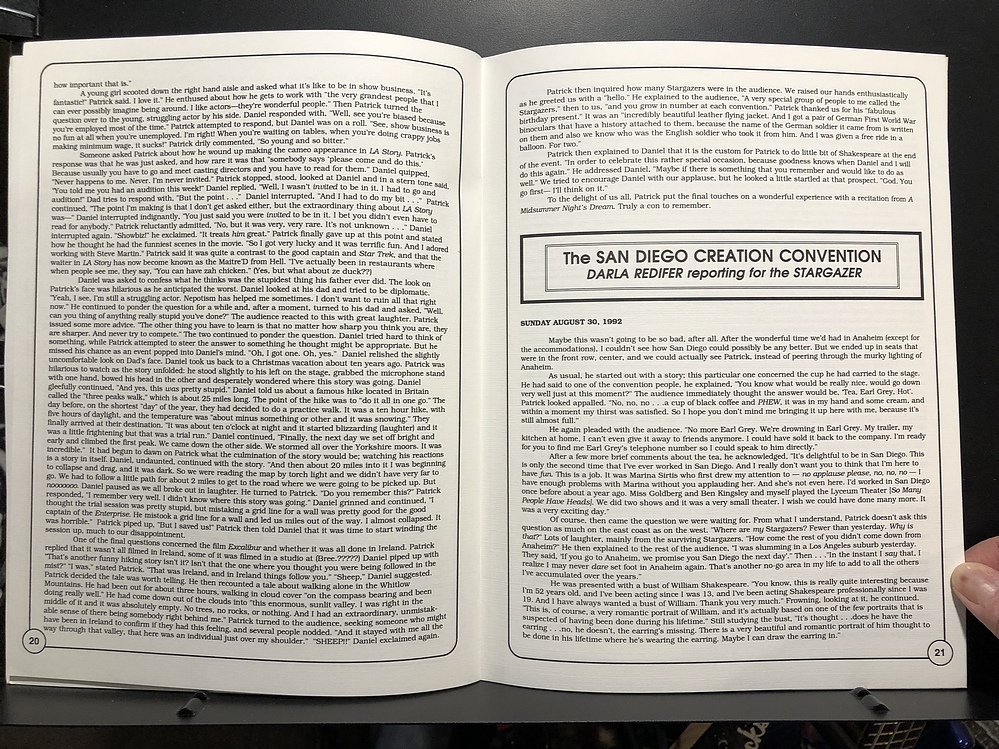 how important that is."
A young girl scooted down the right hand aisle and asked what it's like to be in show business. "It's
fantastic!" Patrick said. I love it." He enthused about how he gets to work with "the very grandest people that I
can ever possibly imagine being around. I like actors—they're wonderful people." Then Patrick turned the
question over to the young, struggling actor by his side. Daniel responded with, "Well, see you're biased because
you're employed most of the time." Patrick attempted to respond, but Daniel was on a roll. "See, show business is
no fun at all when you're unemployed. I'm right! When you're waiting on tables, when you're doing crappy jobs
making minimum wage, it sucks!" Patrick drily commented, "So young and so bitter."
Someone asked Patrick about how he wound up making the cameo appearance in LA Story. Patrick's
response was that he was just asked, and how rare it was that "somebody says 'please come and do this.'
Because usually you have to go and meet casting directors and you have to read for them." Daniel quipped,
"Never happens to me. Never. I'm never invited." Patrick stopped, stood, looked at Daniel and in a stern tone said,
"You told me you had an audition this week!" Daniel replied, "Well, I wasn't invited to be in it. I had to go and
audition!" Dad tries to respond with, "But the point . . ." Daniel interrupted, "And I had to do my bit . . ." Patrick
continued, "The point I'm making is that I don't get asked either, but the extraordinary thing about LA Story
was—" Daniel interrupted indignantly, "You just said you were invited to be in it. I bet you didn't even have to
read for anybody." Patrick reluctantly admitted, "No, but it was very, very rare. It's not unknown . . ." Daniel
interrupted again. "Showbiz!" he exclaimed. "It treats him great." Patrick finally gave up at this point and stated
how he thought he had the funniest scenes in the movie. "So I got very lucky and it was terrific fun. And I adored
working with Steve Martin." Patrick said it was quite a contrast to the good captain and Star Trek, and that the
waiter in LA Story has now become known as the Maitre'D from Hell. "I've actually been in restaurants where
when people see me, they say, "You can have zah chicken." (Yes, but what about ze duck??)
Daniel was asked to confess what he thinks was the stupidest thing his father ever did. The look on
Patrick's face was hilarious as he anticipated the worst. Daniel looked at his dad and tried to be diplomatic.
"Yeah, I see, I'm still a struggling actor. Nepotism has helped me sometimes. I don't want to ruin all that right
now." He continued to ponder the question for a while and, after a moment, turned to his dad and asked, "Well,
can you thing of anything really stupid you've done?" The audience reacted to this with great laughter. Patrick
issued some more advice. "The other thing you have to learn is that no matter how sharp you think you are, they
are sharper. And never try to compete." The two continued to ponder the question. Daniel tried hard to think of
something, while Patrick attempted to steer the answer to something he thought might be appropriate. But he
missed his chance as an event popped into Daniel's mind. "Oh, I got one. Oh, yes." Daniel relished the slightly
uncomfortable look on Dad's face. Daniel took us back to a Christmas vacation about ten years ago. Patrick was
hilarious to watch as the story unfolded: he stood slightly to his left on the stage, grabbed the microphone stand
with one hand, bowed his head in the other and desperately wondered where this story was going. Daniel
gleefully continued, "And yes, this was pretty stupid." Daniel told us about a famous hike located in Britain
called the "three peaks walk," which is about 25 miles long. The point of the hike was to "do it all in one go." The
day before, on the shortest "day" of the year, they had decided to do a practice walk. It was a ten hour hike, with
five hours of daylight, and the temperature was "about minus something or other and it was snowing." They
finally arrived at their destination. "It was about ten o'clock at night and it started blizzarding (laughter) and it
was a little frightening but that was a trial run." Daniel continued, "Finally, the next day we set off bright and
early and climbed the first peak. We came down the other side. We stormed all over the Yorkshire moors. It was
incredible." It had begun to dawn on Patrick what the culmination of the story would be; watching his reactions
is a story in itself. Daniel, undaunted, continued with the story. "And then about 20 miles into it I was beginning
to collapse and drag, and it was dark. So we were reading the map by torch light and we didn't have very far to
go. We had to follow a little path for about 2 miles to get to the road where we were going to be picked up. But
nooooooo. Daniel paused as we all broke out in laughter. He turned to Patrick. "Do you remember this?" Patrick
responded, "I remember very well. I didn't know where this story was going." Daniel grinned and continued, "I
thought the trial session was pretty stupid, but mistaking a grid line for a wall was pretty good for the good
captain of the Enterprise. He mistook a grid line for a wall and led us miles out of the way. I almost collapsed. It
was horrible." Patrick piped up, "But I saved us!" Patrick then told Daniel that it was time to start winding the
session up, much to our disappointment.
One of the final questions concerned the film Excalibur and whether it was all done in Ireland. Patrick
replied that it wasn't all filmed in Ireland, some of it was filmed in a studio at (Bree ?????) Daniel piped up with
"That's another funny hiking story isn't it? Isn't that the one where you thought you were being followed in the
mist?" "I was," stated Patrick. "That was Ireland, and in Ireland things follow you." "Sheep," Daniel suggested.
Patrick decided the tale was worth telling. He then recounted a tale about walking alone in the Whitlow
Mountains. He had been out for about three hours, walking in cloud cover "on the compass bearing and been
doing really well." He had come down out of the clouds into "this enormous, sunlit valley. I was right in the
middle of it and it was absolutely empty. No trees, no rocks, or nothing. And I had an extraordinary, unmistak-
able sense of there being somebody right behind me." Patrick turned to the audience, seeking someone who might
have been in Ireland to confirm if they had this feeling, and several people nodded. "And it stayed with me all the
way through that valley, that here was an individual just over my shoulder." "SHEEP!!" Daniel exclaimed again.
20
Patrick then inquired how many Stargazers were in the audience. We raised our hands enthusiastically
as he greeted us with a "hello." He explained to the audience, "A very special group of people to me called the
Stargazers," then to us, "and you grow in number at each convention." Patrick thanked us for his "fabulous
birthday present." It was an "incredibly beautiful leather flying jacket. And I got a pair of German First World War
binoculars that have a history attached to them, because the name of the German soldier it came from is written
on them and also we know who was the English soldier who took it from him. And I was given a free ride in a
balloon. For two."
Patrick then explained to Daniel that it is the custom for Patrick to do little bit of Shakespeare at the end
of the event. "In order to celebrate this rather special occasion, because goodness knows when Daniel and I will
do this again." He addressed Daniel, "Maybe if there is something that you remember and would like to do as
well." We tried to encourage Daniel with our applause, but he looked a little startled at that prospect. "God. You
go first— I'll think on it."
To the delight of us all, Patrick put the final touches on a wonderful experience with a recitation from A
Midsummer Night's Dream. Truly a con to remember.
The SAN DIEGO CREATION CONVENTION
DARLA REDIFER reporting for the STARGAZER
SUNDAY AUGUST 30, 1992
Maybe this wasn't going to be so bad, after all. After the wonderful time we'd had in Anaheim (except for
the accommodations), I couldn't see how San Diego could possibly be any better. But we ended up in seats that
were in the front row, center, and we could actually see Patrick, instead of peering through the murky lighting of
Anaheim.
As usual, he started out with a story; this particular one concerned the cup he had carried to the stage.
He had said to one of the convention people, he explained, "You know what would be really nice, would go down
very well just at this moment?" The audience immediately thought the answer would be, 'Tea, Earl Grey, Hot'.
Patrick looked appalled. "No, no, no . . . a cup of black coffee and PHEW, it was in my hand and some cream, and
within a moment my thirst was satisfied. So I hope you don't mind me bringing it up here with me, because it's
still almost full."
He again pleaded with the audience. "No more Earl Grey. We're drowning in Earl Grey. My trailer, my
kitchen at home. I can't even give it away to friends anymore. I could have sold it back to the company. I'm ready
for you to find me Earl Grey's telephone number so I could speak to him directly."
After a few more brief comments about the tea, he acknowledged, "It's delightful to be in San Diego. This
is only the second time that I've ever worked in San Diego. And I really don't want you to think that I'm here to
have fun. This is a job. It was Marina Sirtis who first drew my attention to — no applause please, no, no, no — I
have enough problems with Marina without you applauding her. And she's not even here. I'd worked in San Diego
once before about a year ago. Miss Goldberg and Ben Kingsley and myself played the Lyceum Theater [So Many
People Have Heads]. We did two shows and it was a very small theater. I wish we could have done many more. It
was a very exciting day."
Of course, then came the question we were waiting for. From what I understand, Patrick doesn't ask this
question as much on the east coast as on the west. "Where are my Stargazers? Fewer than yesterday. Why is
that?" Lots of laughter, mainly from the surviving Stargazers. "How come the rest of you didn't come down from
Anaheim?" He then explained to the rest of the audience, "I was slumming in a Los Angeles suburb yesterday.
They said, 'If you go to Anaheim, we promise you San Diego the next day'." Then . . . "In the instant I say that, I
realize I may never dare set foot in Anaheim again. That's another no-go area in my life to add to all the others
I've accumulated over the years."
He was presented with a bust of William Shakespeare. "You know, this is really quite interesting because
I'm 52 years old, and I've been acting since I was 13, and I've been acting Shakespeare professionally since I was
19. And I have always wanted a bust of William. Thank you very much." Frowning, looking at it, he continued.
"This is, of course, a very romantic portrait of William, and it's actually based on one of the few portraits that is
suspected of having been done during his lifetime." Still studying the bust, "It's thought . . .does he have the
earring . . .no, he doesn't, the earring's missing. There is a very beautiful and romantic portrait of him thought to
be done in his lifetime where he's wearing the earring. Maybe I can draw the earring in."
21